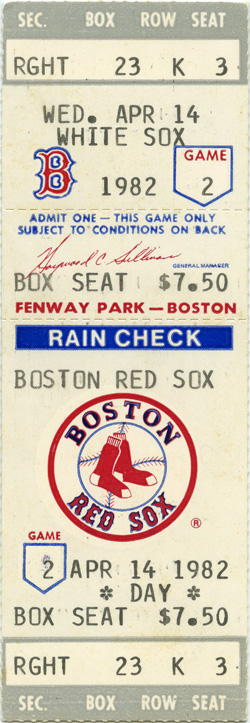 SEC. BOX ROW SEAT
RGHT 23 K 3
WED. APR 14
WHITE SOX
B
1982
GAME
2
ADMIT ONE — THIS GAME ONLY
SUBJECT TO CONDITIONS ON BACK
Haywood C Sullivan
GENERAL MANAGER
BOX SEAT $7.50
FENWAY PARK — BOSTON
RAIN CHECK
BOSTON RED SOX
BOSTON
RED SOX
®
GAME
2 APR 14 1982
* DAY *
BOX SEAT $7.50
RGHT 23 K 3
SEC. BOX ROW SEAT